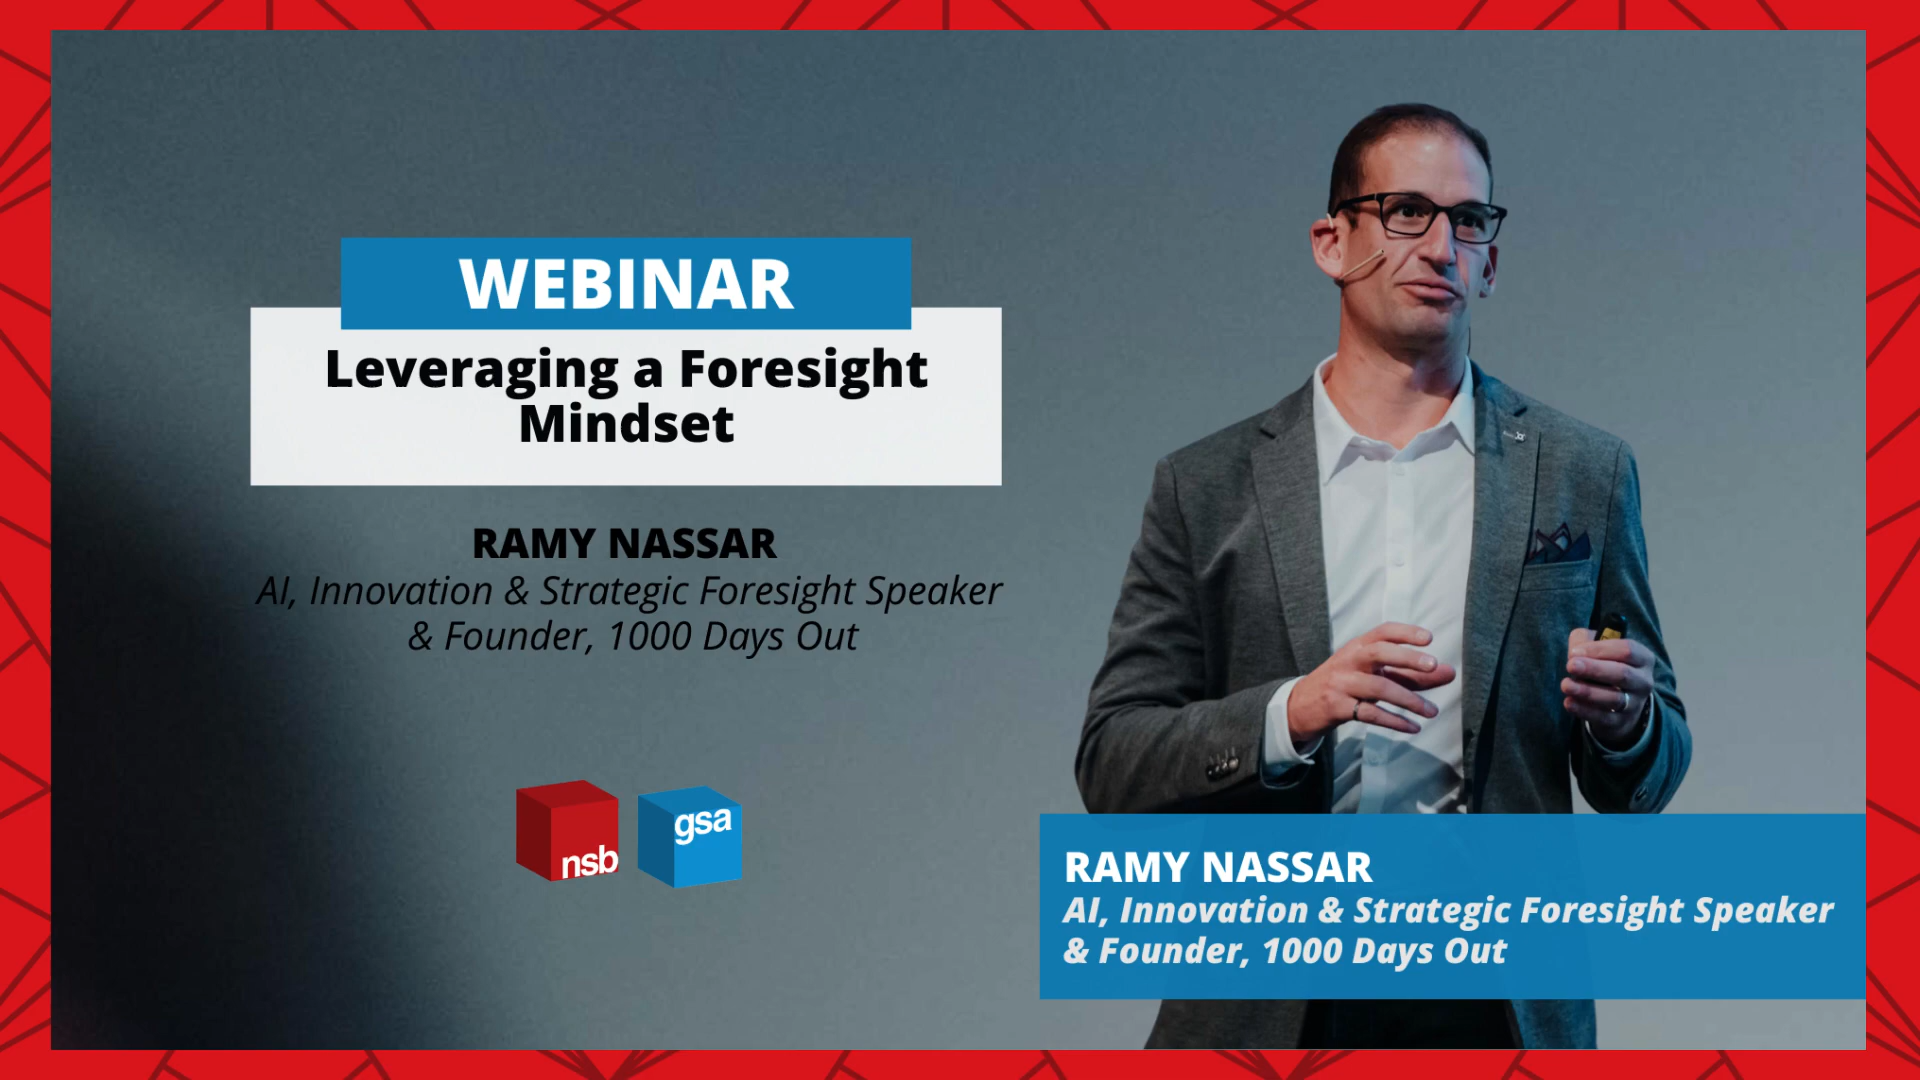 WEBINAR
Leveraging a Foresight
Mindset
RAMY NASSAR
AI, Innovation & Strategic Foresight Speaker
& Founder, 1000 Days Out
nsb
gsa
RAMY NASSAR
AI, Innovation & Strategic Foresight Speaker
& Founder, 1000 Days Out